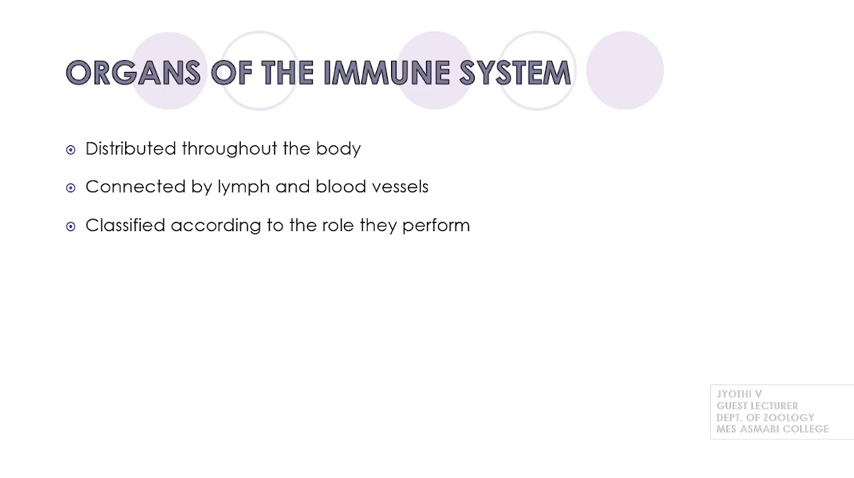 ORGANS OF THE IMMUNE SYSTEM
Distributed throughout the body
Connected by lymph and blood vessels
Classified according to the role they perform
JYOTHI V
GUEST LECTURER
DEPT. OF ZOOLOGY
MES ASMABI COLLEGE